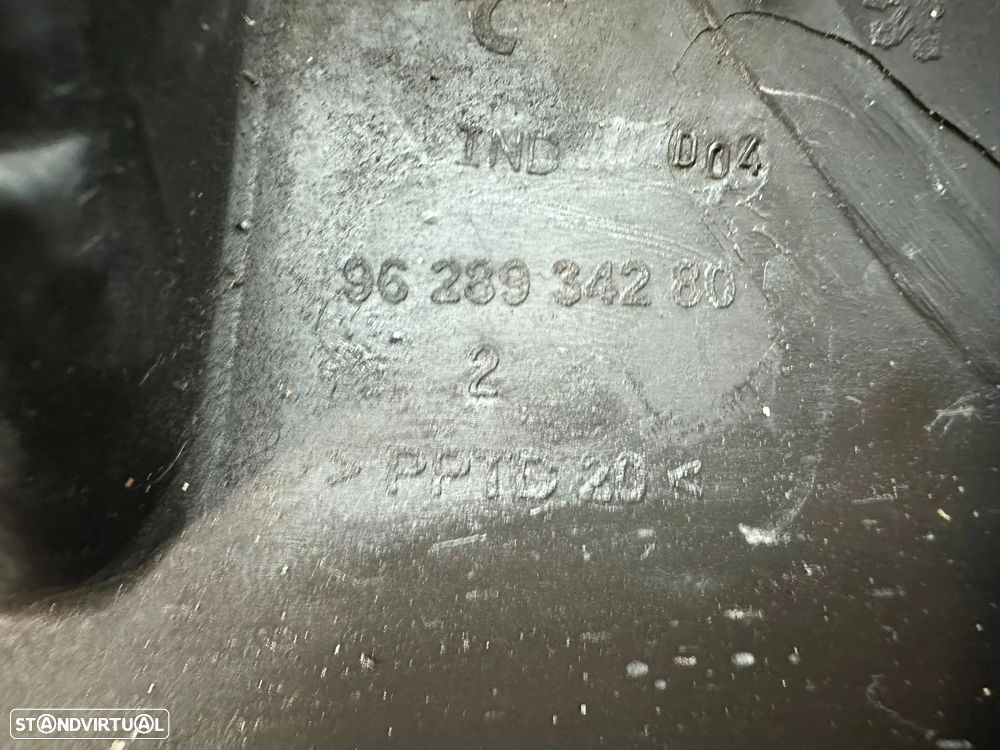 C
IND D04
96 289 342 80
2
> PPTD 20 <
STANDVIRTUAL